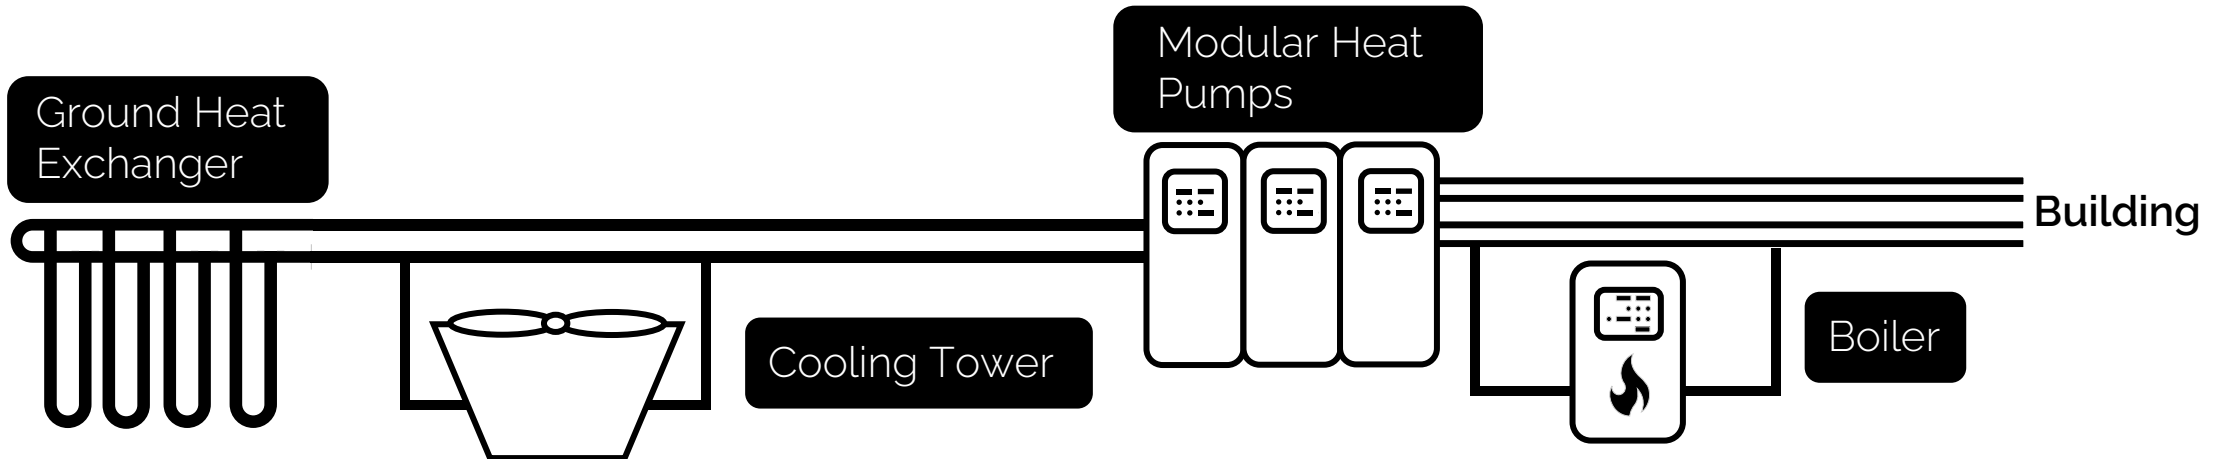 Modular Heat
Pumps
Ground Heat
Exchanger
Building
Cooling Tower
Boiler